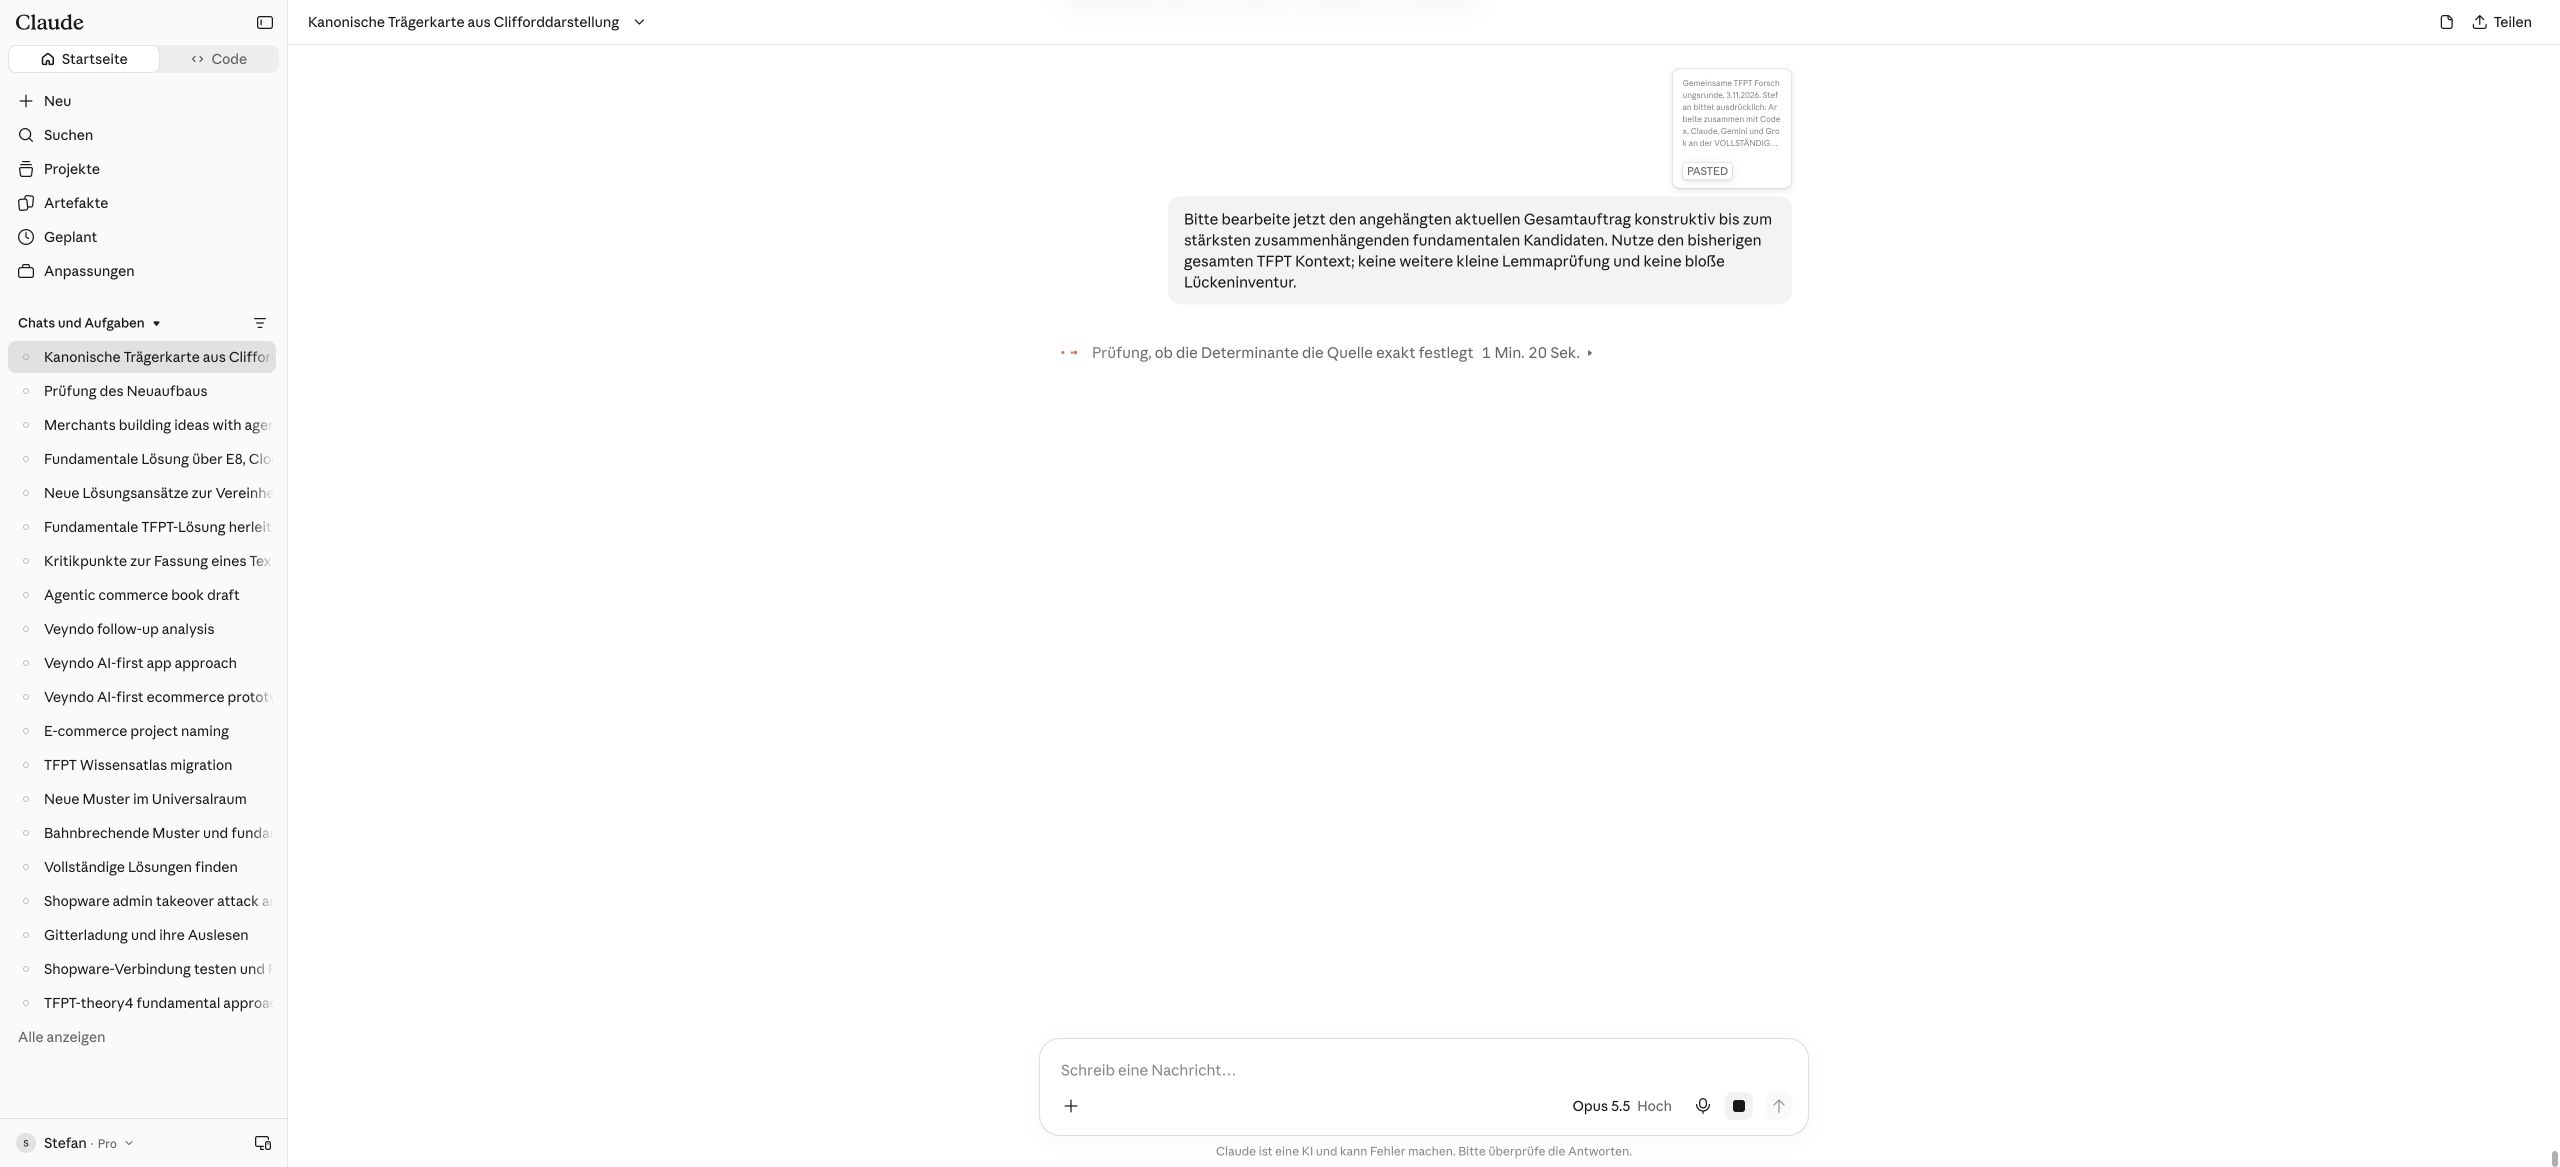 Claude
Startseite
Code
Neu
Suchen
Projekte
Artefakte
Geplant
Anpassungen
Chats und Aufgaben
Kanonische Trägerkarte aus Cliffor
Prüfung des Neuaufbaus
Merchants building ideas with agen
Fundamentale Lösung über E8, Clo
Neue Lösungsansätze zur Vereinhe
Fundamentale TFPT-Lösung herleit
Kritikpunkte zur Fassung eines Tex
Agentic commerce book draft
Veyndo follow-up analysis
Veyndo AI-first app approach
Veyndo AI-first ecommerce prototy
E-commerce project naming
TFPT Wissensatlas migration
Neue Muster im Universalraum
Bahnbrechende Muster und funda
Vollständige Lösungen finden
Shopware admin takeover attack a
Gitterladung und ihre Auslesen
Shopware-Verbindung testen und F
TFPT-theory4 fundamental approac
Alle anzeigen
S Stefan · Pro
Kanonische Trägerkarte aus Clifforddarstellung
Teilen
Gemeinsame TFPT Forsch
ungsrunde, 3.11.2026. Stef
an bittet ausdrücklich: Ar
beite zusammen mit Code
x, Claude, Gemini und Gro
k an der VOLLSTÄNDIG...
PASTED
Bitte bearbeite jetzt den angehängten aktuellen Gesamtauftrag konstruktiv bis zum
stärksten zusammenhängenden fundamentalen Kandidaten. Nutze den bisherigen
gesamten TFPT Kontext; keine weitere kleine Lemmaprüfung und keine bloße
Lückeninventur.
Prüfung, ob die Determinante die Quelle exakt festlegt 1 Min. 20 Sek.
Schreib eine Nachricht...
Opus 5.5 Hoch
Claude ist eine KI und kann Fehler machen. Bitte überprüfe die Antworten.